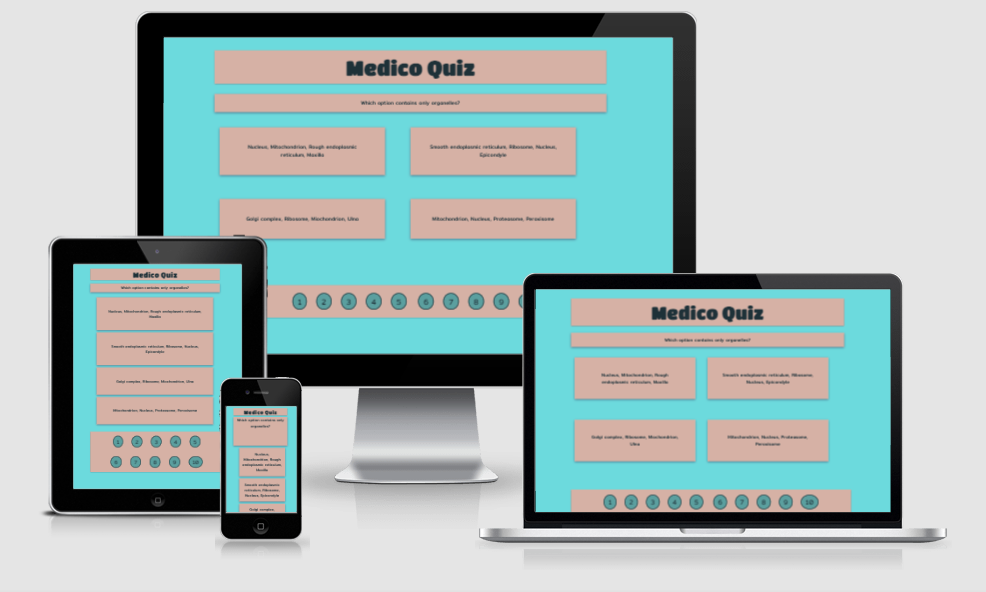 Medico Quiz
Which option contains only organelles?
Nucleus, Mitochondrion, Rough endoplasmic
reticulum, Maxilla
Smooth endoplasmic reticulum, Ribosome, Nucleus,
Epicondyle
Golgi complex, Ribosome, Mitochondrion, Ulna
Mitochondrion, Nucleus, Proteasome, Peroxisome
1 2 3 4 5 6 7 8 9
Medico Quiz
Which option contains only organelles?
Nucleus, Mitochondrion, Rough endoplasmic reticulum,
Maxilla
Smooth endoplasmic reticulum, Ribosome, Nucleus,
Epicondyle
Golgi complex, Ribosome, Mitochondrion, Ulna
Mitochondrion, Nucleus, Proteasome, Peroxisome
1 2 3 4 5
6 7 8 9 10
Medico Quiz
Which option contains only
organelles?
Nucleus,
Mitochondrion, Rough
endoplasmic reticulum,
Maxilla
Smooth endoplasmic
reticulum, Ribosome,
Nucleus, Epicondyle
Golgi complex,
Medico Quiz
Which option contains only organelles?
Nucleus, Mitochondrion, Rough
endoplasmic reticulum, Maxilla
Smooth endoplasmic reticulum, Ribosome,
Nucleus, Epicondyle
Golgi complex, Ribosome, Mitochondrion,
Ulna
Mitochondrion, Nucleus, Proteasome,
Peroxisome
1 2 3 4 5 6 7 8 9 10